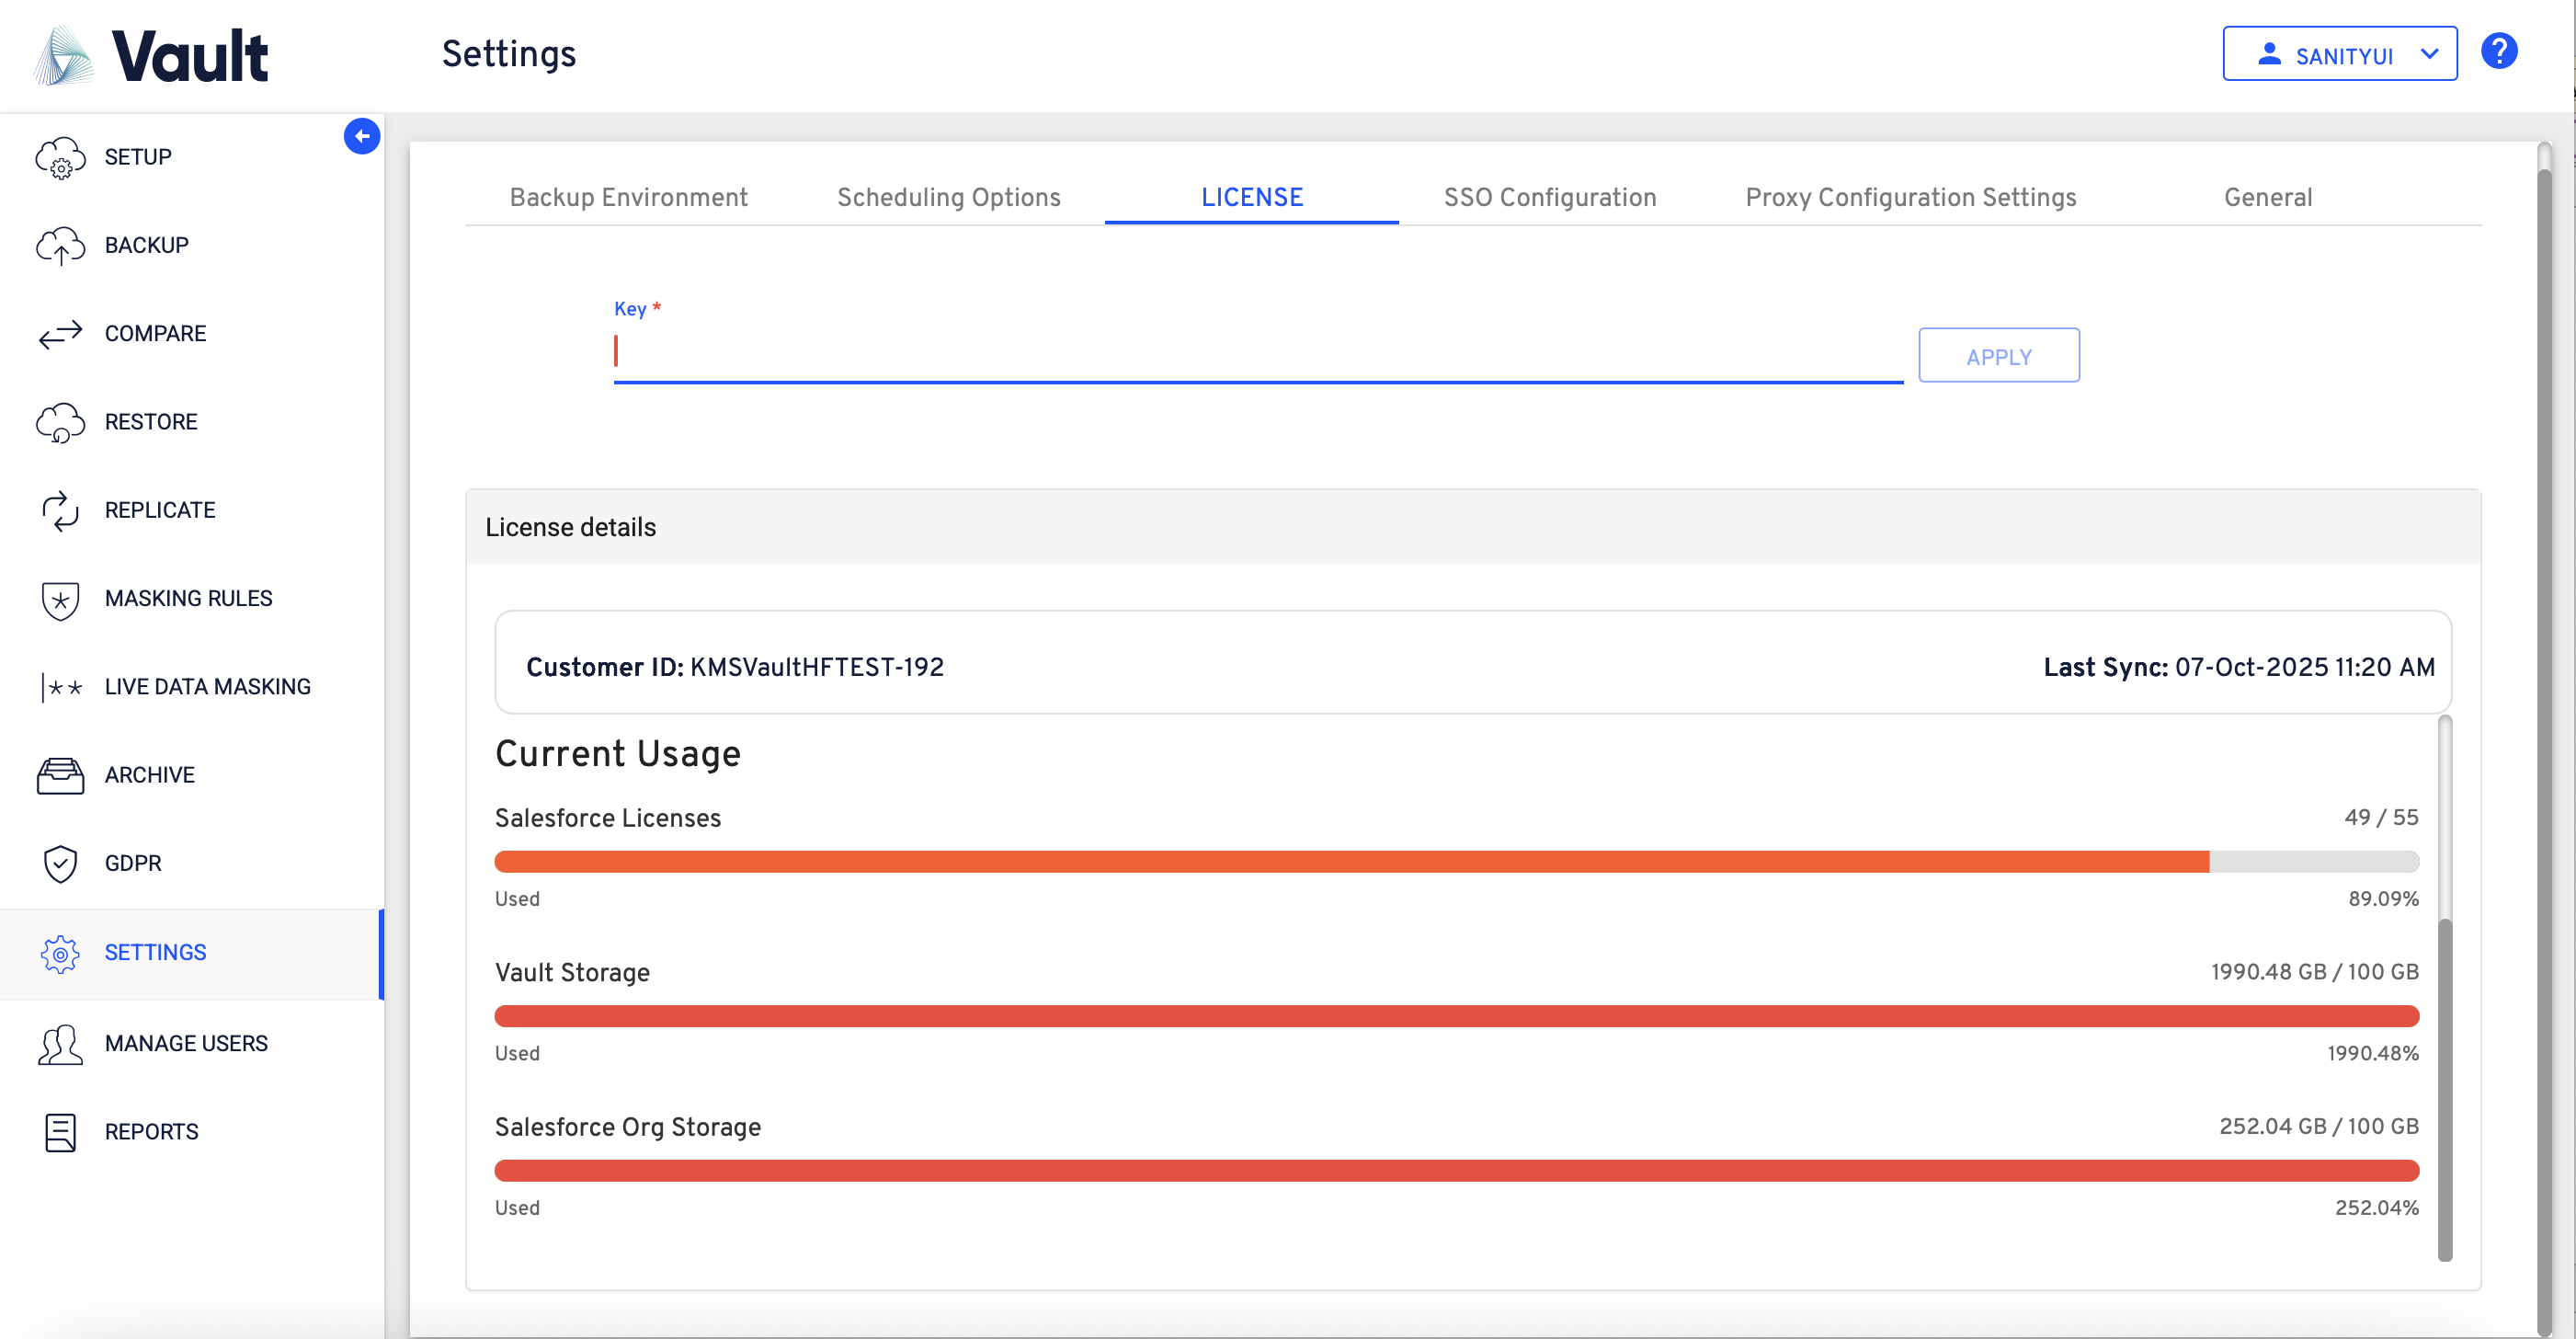 Vault
Settings
SANITYUI
?
SETUP
BACKUP
COMPARE
RESTORE
REPLICATE
MASKING RULES
LIVE DATA MASKING
ARCHIVE
GDPR
SETTINGS
MANAGE USERS
REPORTS
Backup Environment Scheduling Options LICENSE SSO Configuration Proxy Configuration Settings General
Key *
APPLY
License details
Customer ID: KMSVaultHFTEST-192 Last Sync: 07-Oct-2025 11:20 AM
Current Usage
Salesforce Licenses 49 / 55
Used 89.09%
Vault Storage 1990.48 GB / 100 GB
Used 1990.48%
Salesforce Org Storage 252.04 GB / 100 GB
Used 252.04%